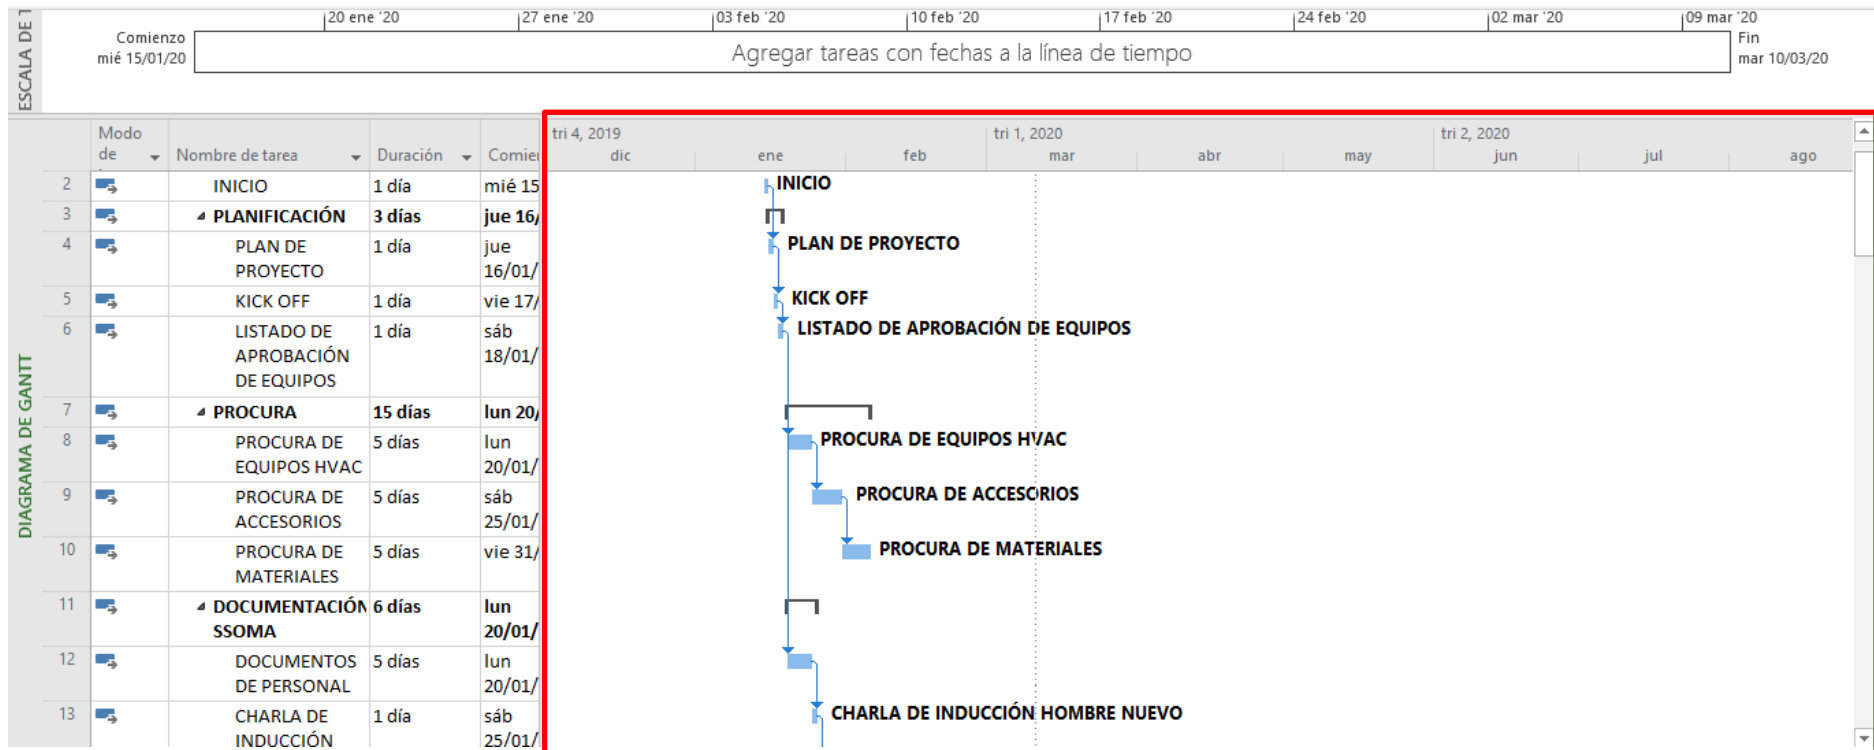 ESCALA DE T
20 ene '20 27 ene '20 03 feb '20 10 feb '20 17 feb '20 24 feb '20 02 mar '20 09 mar '20
Comienzo
mié 15/01/20
Agregar tareas con fechas a la línea de tiempo
Fin
mar 10/03/20
DIAGRAMA DE GANTT
Modo
de
Nombre de tarea Duración Comie
tri 4, 2019 tri 1, 2020 tri 2, 2020
dic ene feb mar abr may jun jul ago
2 INICIO 1 día mié 15 INICIO
3 PLANIFICACIÓN 3 días jue 16/
4 PLAN DE 1 día jue PLAN DE PROYECTO
PROYECTO 16/01/
5 KICK OFF 1 día vie 17/ KICK OFF
6 LISTADO DE 1 día sáb LISTADO DE APROBACIÓN DE EQUIPOS
APROBACIÓN 18/01/
DE EQUIPOS
7 PROCURA 15 días lun 20/
8 PROCURA DE 5 días lun PROCURA DE EQUIPOS HVAC
EQUIPOS HVAC 20/01/
9 PROCURA DE 5 días sáb PROCURA DE ACCESORIOS
ACCESORIOS 25/01/
10 PROCURA DE 5 días vie 31/ PROCURA DE MATERIALES
MATERIALES
11 DOCUMENTACIÓN 6 días lun
SSOMA 20/01/
12 DOCUMENTOS 5 días lun
DE PERSONAL 20/01/
13 CHARLA DE 1 día sáb CHARLA DE INDUCCIÓN HOMBRE NUEVO
INDUCCIÓN 25/01/